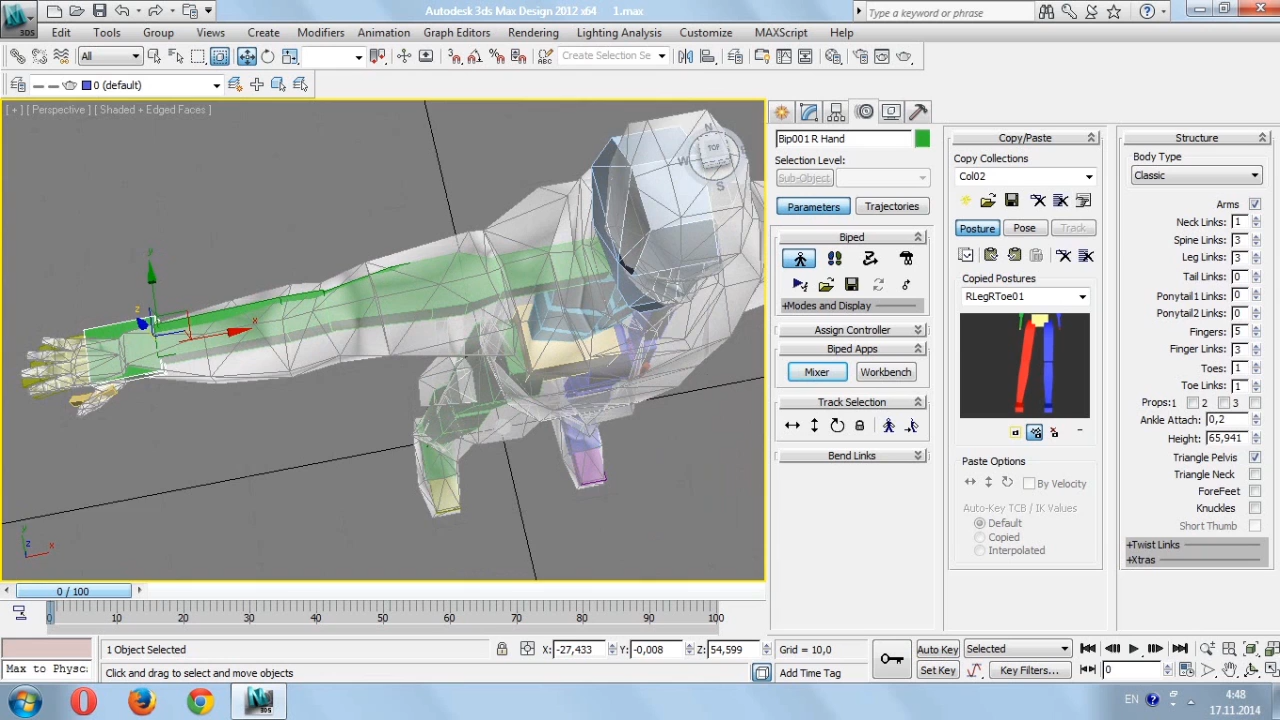 Autodesk 3ds Max Design 2012 x64 1.max
Type a keyword or phrase
3DS
Edit Tools Group Views Create Modifiers Animation Graph Editors Rendering Lighting Analysis Customize MAXScript Help
All
Create Selection Se
0 (default)
[ + ] [ Perspective ] [ Shaded + Edged Faces ]
N
W
TOP
S
y
z
x
y
z
x
Bip001 R Hand
Selection Level:
Sub-Object
Parameters Trajectories
Biped
+Modes and Display
Assign Controller
Biped Apps
Mixer Workbench
Track Selection
Bend Links
Copy/Paste
Copy Collections
Col02
Posture Pose Track
Copied Postures
RLegRToe01
Paste Options
By Velocity
Auto-Key TCB / IK Values
Default
Copied
Interpolated
Structure
Body Type
Classic
Arms
Neck Links: 1
Spine Links: 3
Leg Links: 3
Tail Links: 0
Ponytail1 Links: 0
Ponytail2 Links: 0
Fingers: 5
Finger Links: 3
Toes: 1
Toe Links: 1
Props: 1 2 3
Ankle Attach: 0,2
Height: 65,941
Triangle Pelvis
Triangle Neck
ForeFeet
Knuckles
Short Thumb
+Twist Links
+Xtras
0 / 100
0 10 20 30 40 50 60 70 80 90 100
1 Object Selected
X: -27,433 Y: -0,008 Z: 54,599
Grid = 10,0
Auto Key Selected
Max to Physc
Click and drag to select and move objects
Add Time Tag
Set Key Key Filters... 0
3DS
EN
4:48
17.11.2014